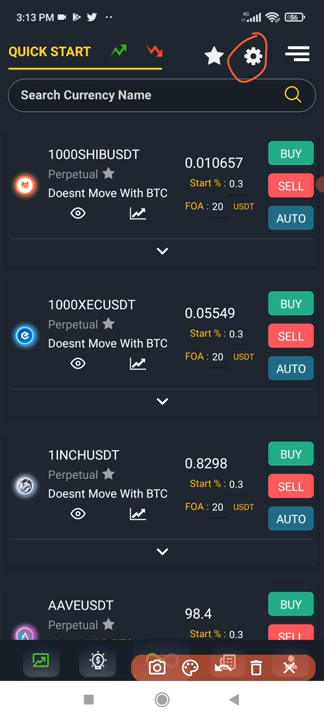 3:13 PM
4G
56
QUICK START
Search Currency Name
1000SHIBUSDT
Perpetual
Doesnt Move With BTC
0.010657
Start % : 0.3
FOA : 20 USDT
BUY
SELL
AUTO
1000XECUSDT
Perpetual
Doesnt Move With BTC
0.05549
Start % : 0.3
FOA : 20 USDT
BUY
SELL
AUTO
1INCHUSDT
Perpetual
Doesnt Move With BTC
0.8298
Start % : 0.3
FOA : 20 USDT
BUY
SELL
AUTO
AAVEUSDT
Perpetual
98.4
Start % : 0.3
BUY
SELL